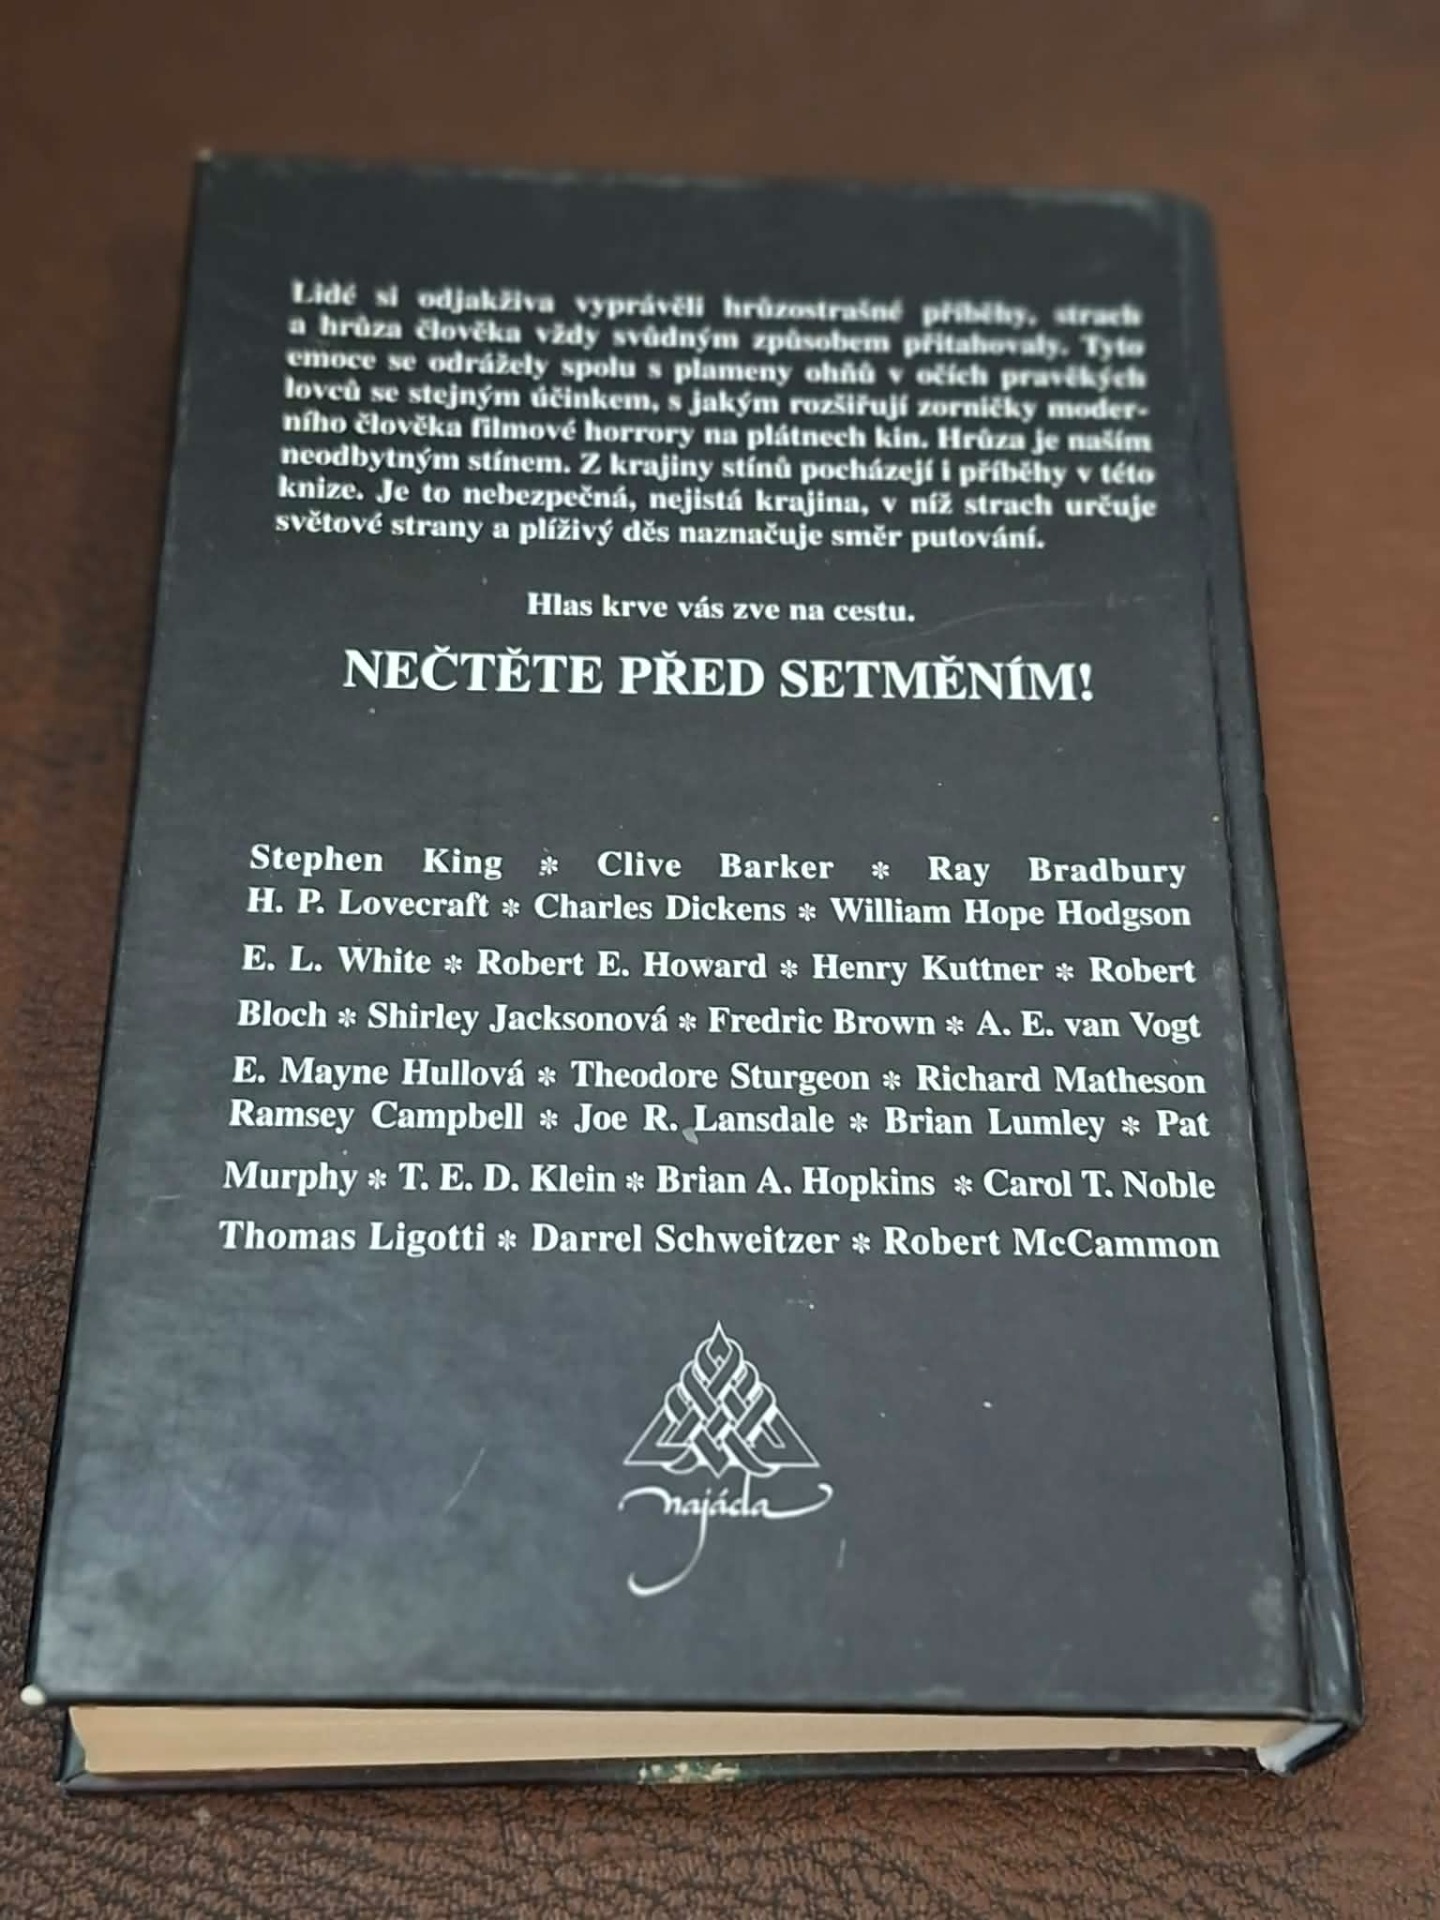 Lidé si odjakživa vyprávěli hrůzostrašné příběhy, strach
a hrůza člověka vždy svůdným způsobem přitahovaly. Tyto
emoce se odrážely spolu s plameny ohňů v očích pravěkých
lovců se stejným účinkem, s jakým rozšiřují zorničky moder-
ního člověka filmové horrory na plátnech kin. Hrůza je naším
neodbytným stínem. Z krajiny stínů pocházejí i příběhy v této
knize. Je to nebezpečná, nejistá krajina, v níž strach určuje
světové strany a plíživý děs naznačuje směr putování.
Hlas krve vás zve na cestu.
NEČTĚTE PŘED SETMĚNÍM!
Stephen King * Clive Barker * Ray Bradbury
H. P. Lovecraft * Charles Dickens * William Hope Hodgson
E. L. White * Robert E. Howard * Henry Kuttner * Robert
Bloch * Shirley Jacksonová * Fredric Brown * A. E. van Vogt
E. Mayne Hullová * Theodore Sturgeon * Richard Matheson
Ramsey Campbell * Joe R. Lansdale * Brian Lumley * Pat
Murphy * T. E. D. Klein * Brian A. Hopkins * Carol T. Noble
Thomas Ligotti * Darrel Schweitzer * Robert McCammon
najáda